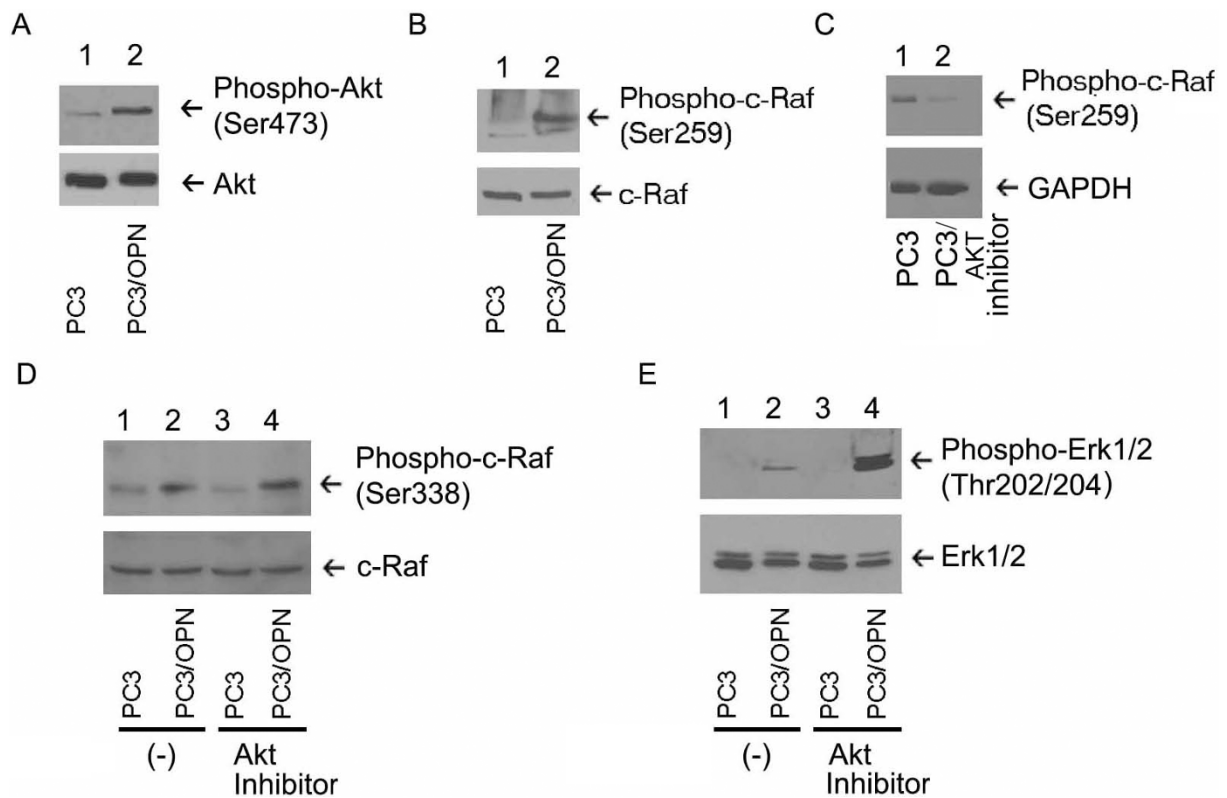 A
1 2
← Phospho-Akt
(Ser473)
← Akt
PC3
PC3/OPN
B
1 2
← Phospho-c-Raf
(Ser259)
← c-Raf
PC3
PC3/OPN
C
1 2
← Phospho-c-Raf
(Ser259)
← GAPDH
PC3
PC3/
AKT
inhibitor
D
1 2 3 4
← Phospho-c-Raf
(Ser338)
← c-Raf
PC3
PC3/OPN
PC3
PC3/OPN
(-)
Akt
Inhibitor
E
1 2 3 4
← Phospho-Erk1/2
(Thr202/204)
← Erk1/2
PC3
PC3/OPN
PC3
PC3/OPN
(-)
Akt
Inhibitor